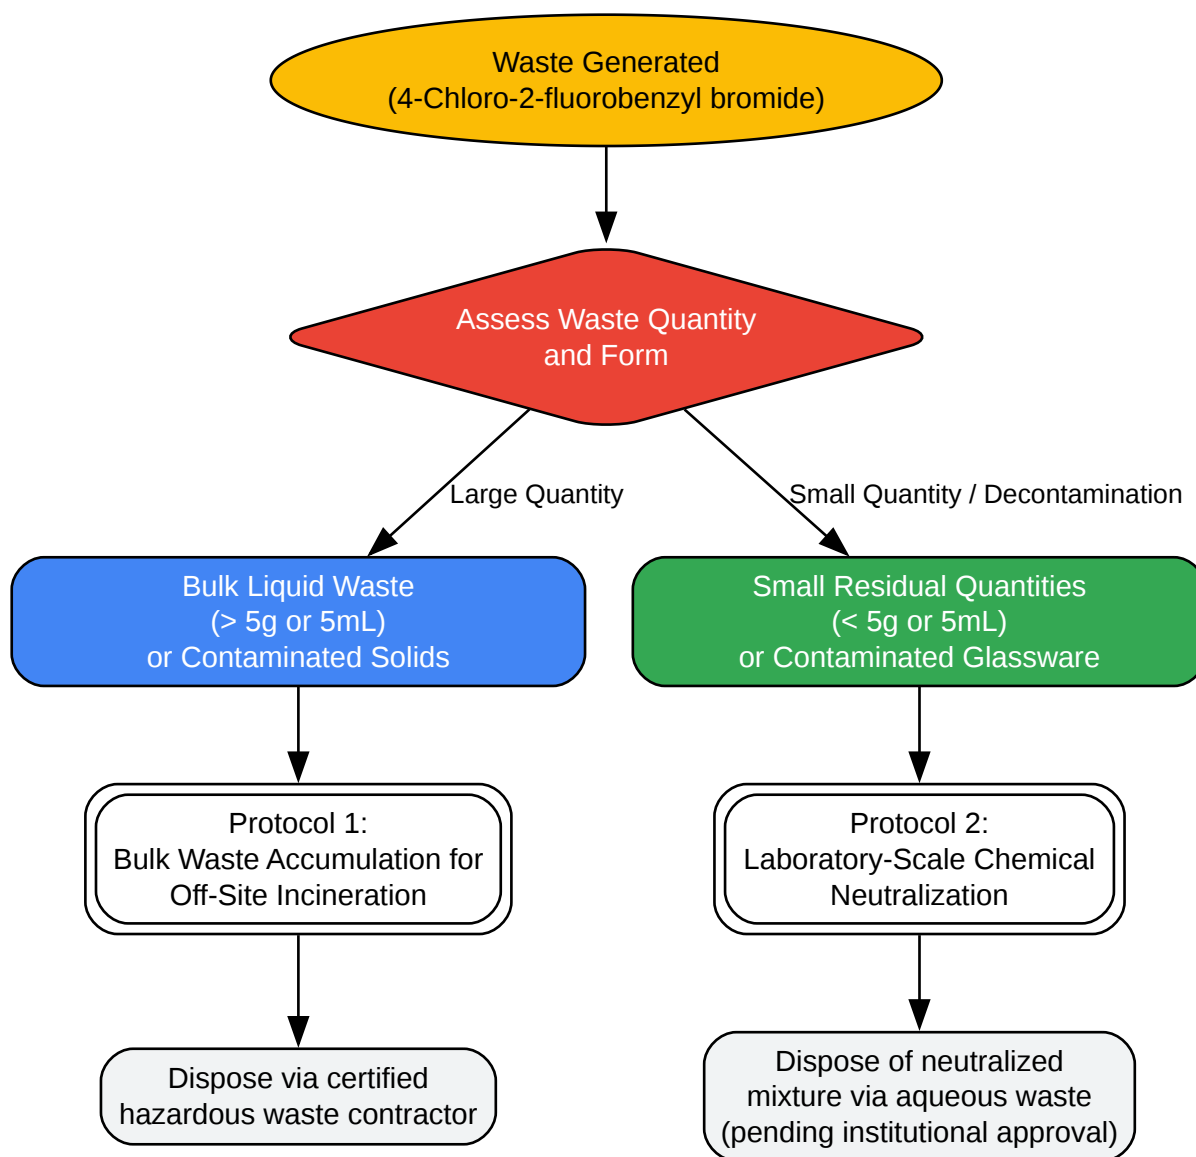 Waste Generated
(4-Chloro-2-fluorobenzyl bromide)
Assess Waste Quantity
and Form
Large Quantity
Small Quantity / Decontamination
Bulk Liquid Waste
(> 5g or 5mL)
or Contaminated Solids
Small Residual Quantities
(< 5g or 5mL)
or Contaminated Glassware
Protocol 1:
Bulk Waste Accumulation for
Off-Site Incineration
Protocol 2:
Laboratory-Scale Chemical
Neutralization
Dispose via certified
hazardous waste contractor
Dispose of neutralized
mixture via aqueous waste
(pending institutional approval)